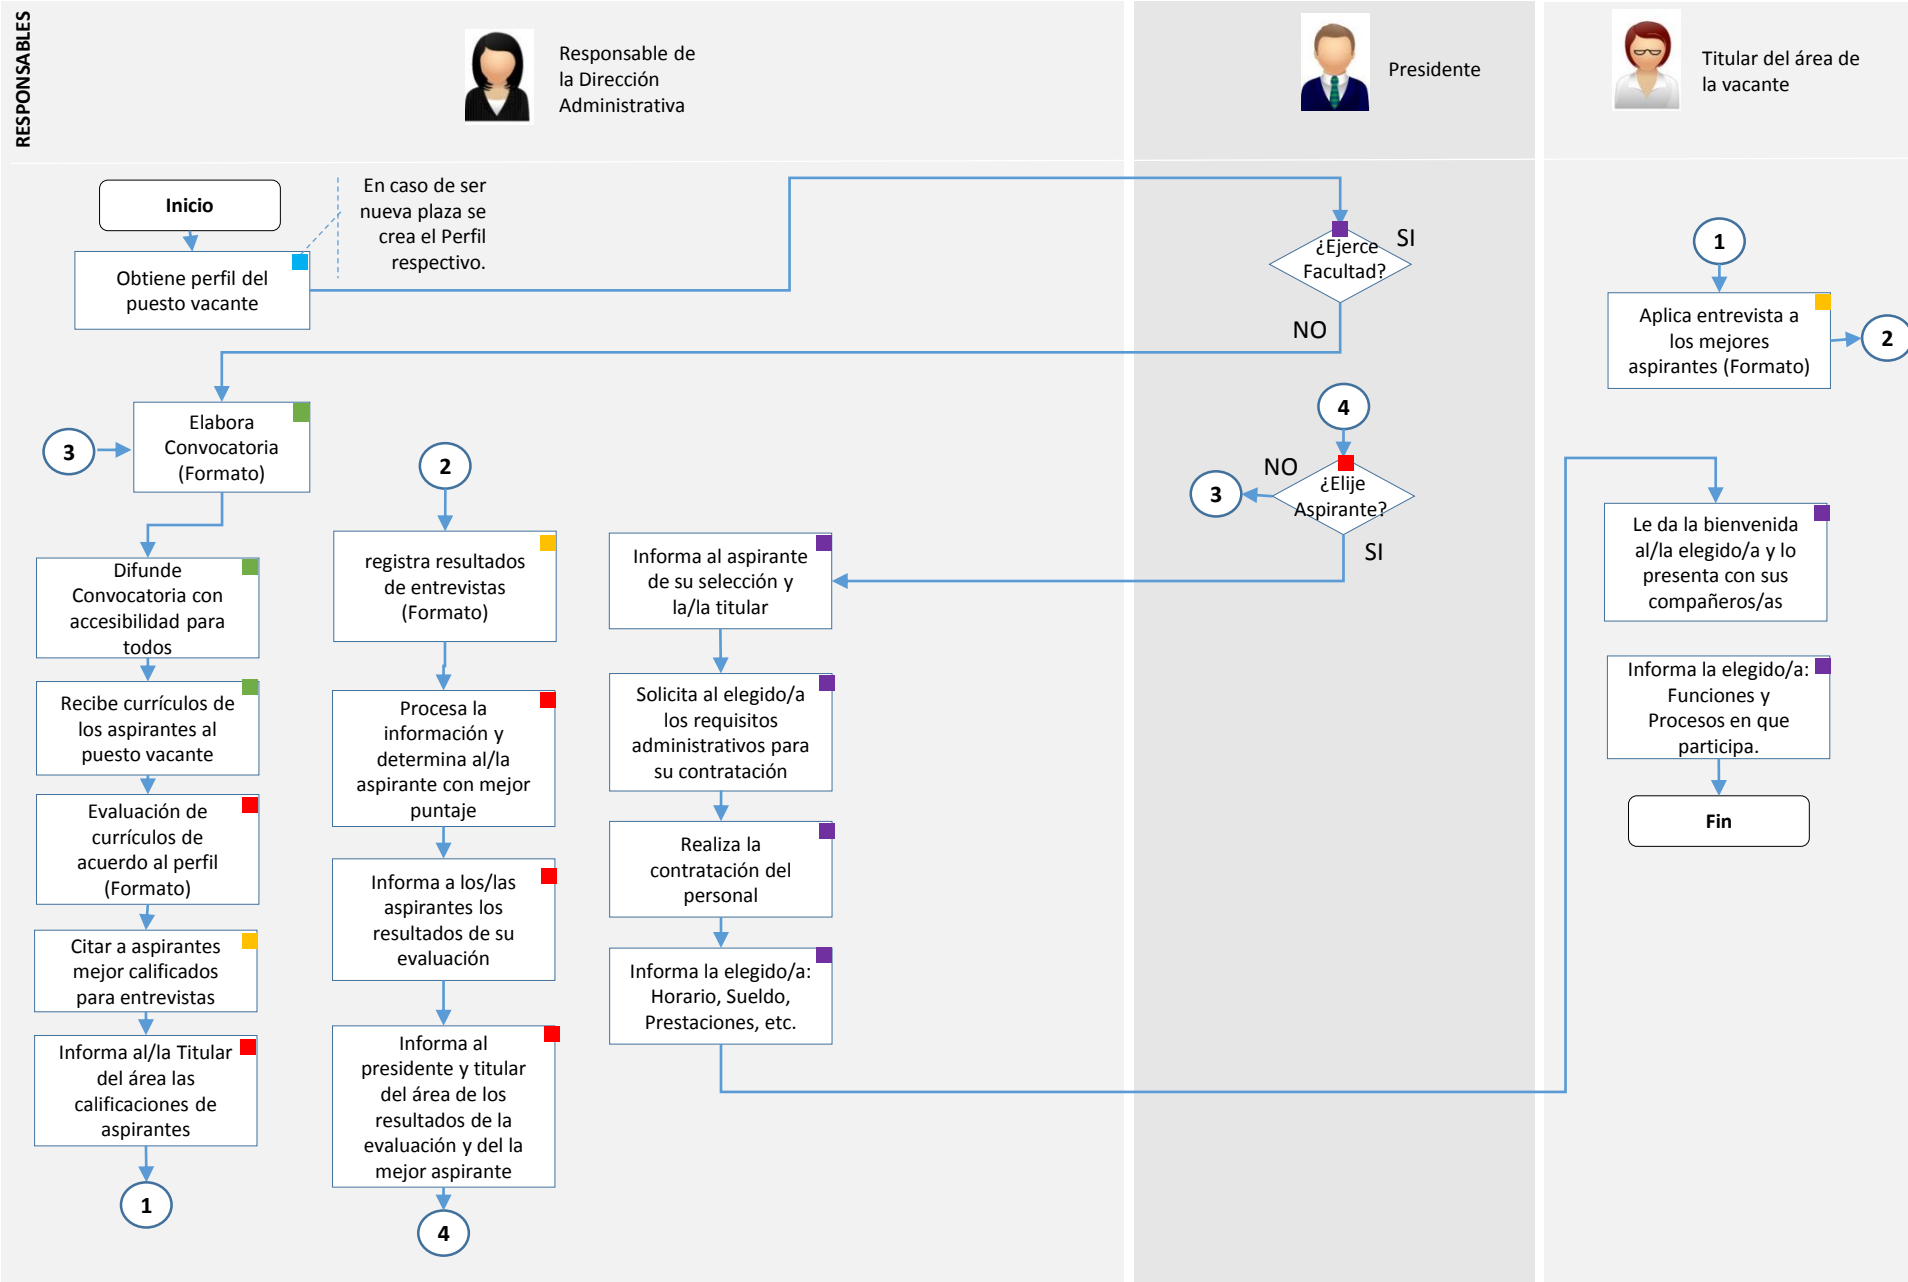 RESPONSABLES
Responsable de
la Dirección
Administrativa
Presidente
Titular del área de
la vacante
Inicio
En caso de ser
nueva plaza se
crea el Perfil
respectivo.
Obtiene perfil del
puesto vacante
¿Ejerce
Facultad?
SI
NO
Elabora
Convocatoria
(Formato)
3
Difunde
Convocatoria con
accesibilidad para
todos
Recibe currículos de
los aspirantes al
puesto vacante
Evaluación de
currículos de
acuerdo al perfil
(Formato)
Citar a aspirantes
mejor calificados
para entrevistas
Informa al/la Titular
del área las
calificaciones de
aspirantes
1
2
registra resultados
de entrevistas
(Formato)
Procesa la
información y
determina al/la
aspirante con mejor
puntaje
Informa a los/las
aspirantes los
resultados de su
evaluación
Informa al
presidente y titular
del área de los
resultados de la
evaluación y del la
mejor aspirante
4
Informa al aspirante
de su selección y
la/la titular
Solicita al elegido/a
los requisitos
administrativos para
su contratación
Realiza la
contratación del
personal
Informa la elegido/a:
Horario, Sueldo,
Prestaciones, etc.
4
NO
¿Elije
Aspirante?
3
SI
1
Aplica entrevista a
los mejores
aspirantes (Formato)
2
Le da la bienvenida
al/la elegido/a y lo
presenta con sus
compañeros/as
Informa la elegido/a:
Funciones y
Procesos en que
participa.
Fin